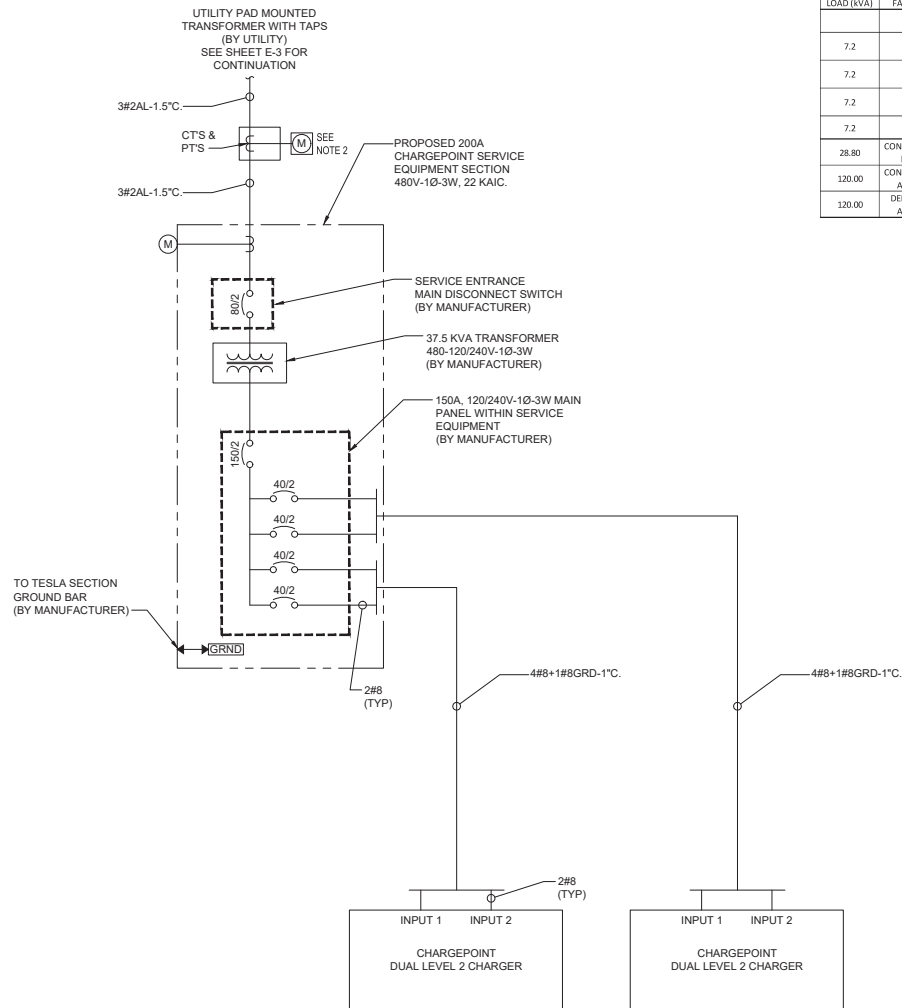 UTILITY PAD MOUNTED
TRANSFORMER WITH TAPS
(BY UTILITY)
SEE SHEET E-3 FOR
CONTINUATION
3#2AL-1.5"C.
CT'S &
PT'S
M
SEE
NOTE 2
3#2AL-1.5"C.
PROPOSED 200A
CHARGEPOINT SERVICE
EQUIPMENT SECTION
480V-1Ø-3W, 22 KAIC.
M
80/2
SERVICE ENTRANCE
MAIN DISCONNECT SWITCH
(BY MANUFACTURER)
37.5 KVA TRANSFORMER
480-120/240V-1Ø-3W
(BY MANUFACTURER)
150A, 120/240V-1Ø-3W MAIN
PANEL WITHIN SERVICE
EQUIPMENT
(BY MANUFACTURER)
150/2
40/2
40/2
40/2
40/2
TO TESLA SECTION
GROUND BAR
(BY MANUFACTURER)
GRND
2#8
(TYP)
4#8+1#8GRD-1"C.
4#8+1#8GRD-1"C.
2#8
(TYP)
INPUT 1 INPUT 2
CHARGEPOINT
DUAL LEVEL 2 CHARGER
INPUT 1 INPUT 2
CHARGEPOINT
DUAL LEVEL 2 CHARGER
LOAD (kVA)
7.2
7.2
7.2
7.2
28.80
120.00
120.00